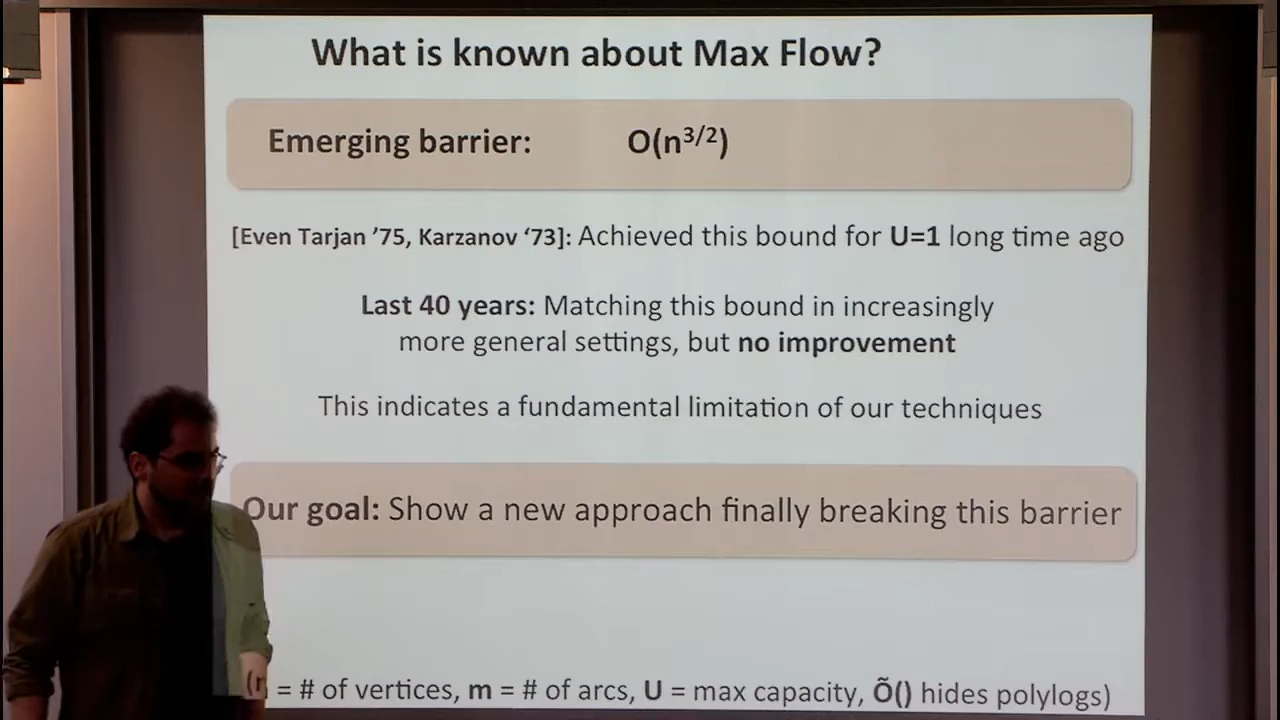 What is known about Max Flow?
Emerging barrier: O(n^3/2)
[Even Tarjan ’75, Karzanov ‘73]: Achieved this bound for U=1 long time ago
Last 40 years: Matching this bound in increasingly
more general settings, but no improvement
This indicates a fundamental limitation of our techniques
Our goal: Show a new approach finally breaking this barrier
= # of vertices, m = # of arcs, U = max capacity, Õ() hides polylogs)